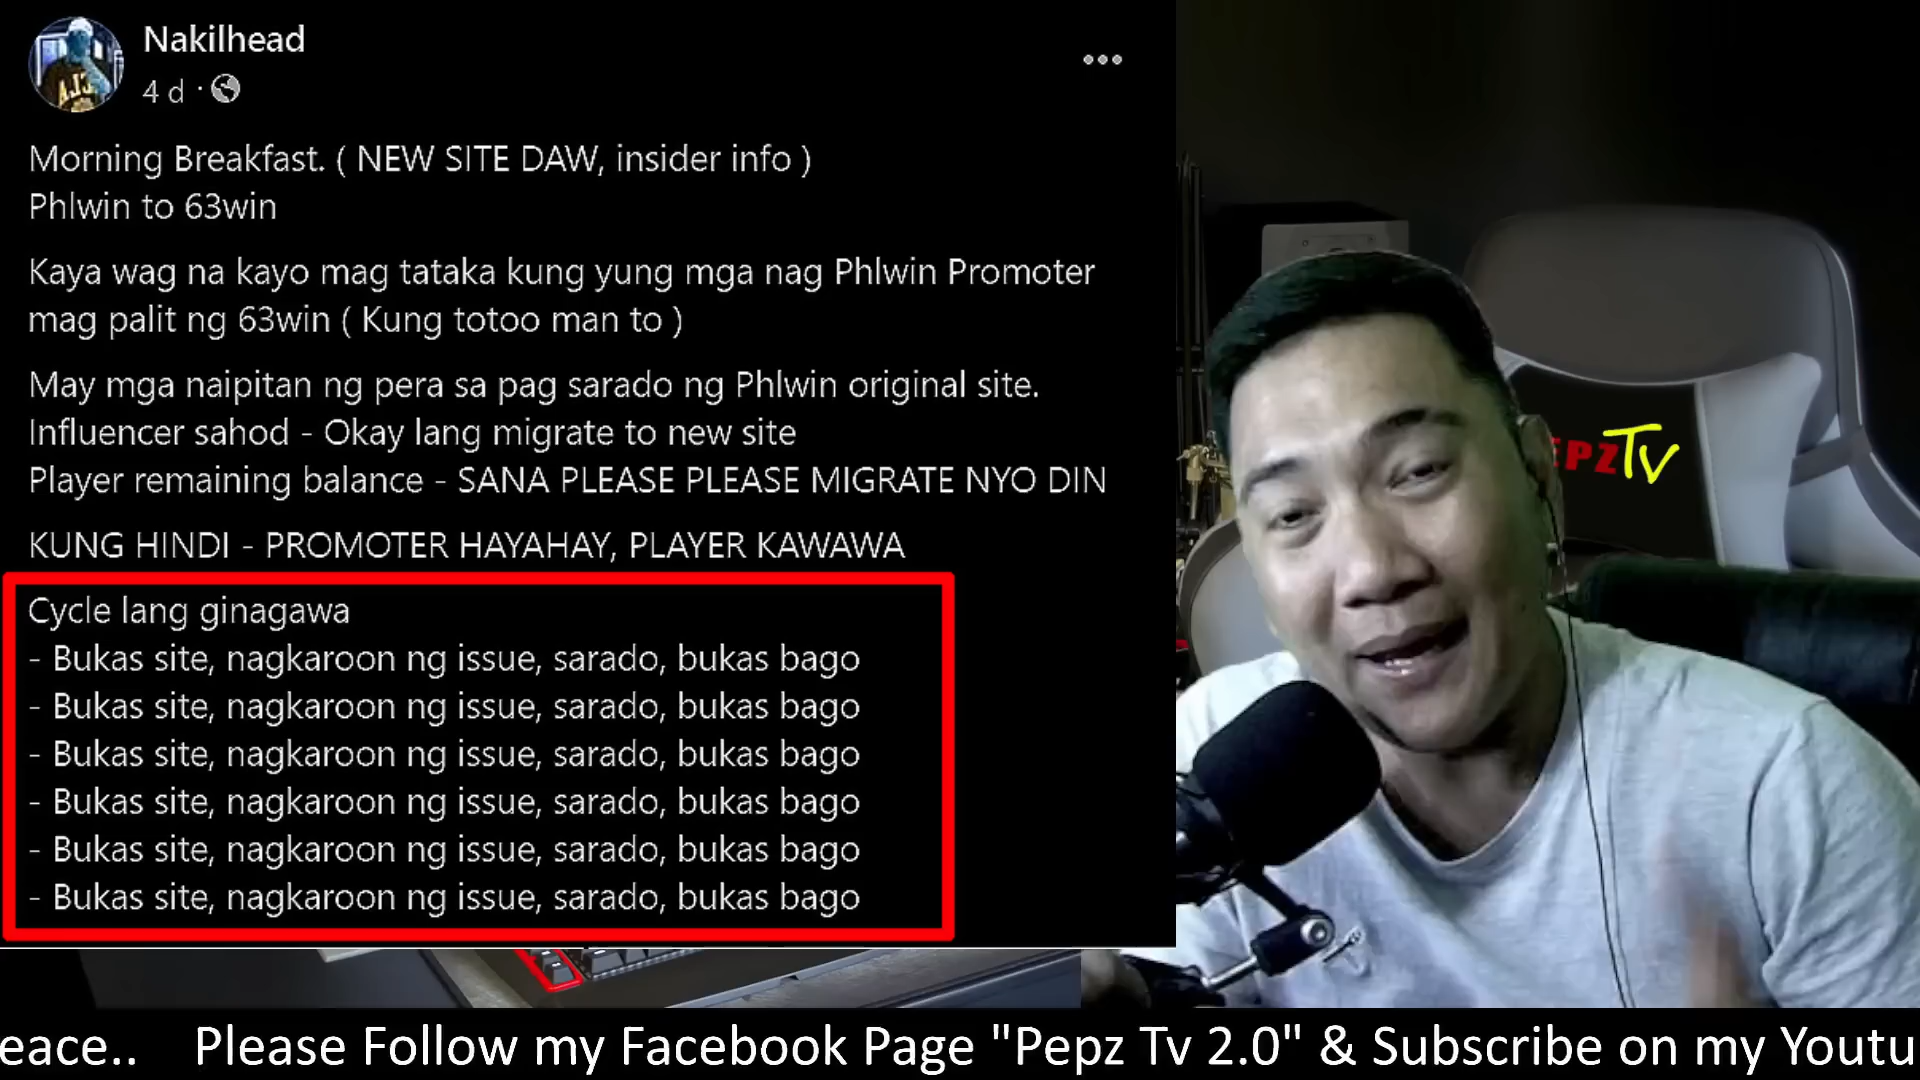 Nakilhead
4 d ·
Morning Breakfast. ( NEW SITE DAW, insider info )
Phlwin to 63win
Kaya wag na kayo mag tataka kung yung mga nag Phlwin Promoter
mag palit ng 63win ( Kung totoo man to )
May mga naipitan ng pera sa pag sarado ng Phlwin original site.
Influencer sahod - Okay lang migrate to new site
Player remaining balance - SANA PLEASE PLEASE MIGRATE NYO DIN
KUNG HINDI - PROMOTER HAYAHAY, PLAYER KAWAWA
Cycle lang ginagawa
- Bukas site, nagkaroon ng issue, sarado, bukas bago
- Bukas site, nagkaroon ng issue, sarado, bukas bago
- Bukas site, nagkaroon ng issue, sarado, bukas bago
- Bukas site, nagkaroon ng issue, sarado, bukas bago
- Bukas site, nagkaroon ng issue, sarado, bukas bago
- Bukas site, nagkaroon ng issue, sarado, bukas bago
EPZ TV
eace.. Please Follow my Facebook Page "Pepz Tv 2.0" & Subscribe on my Youtu